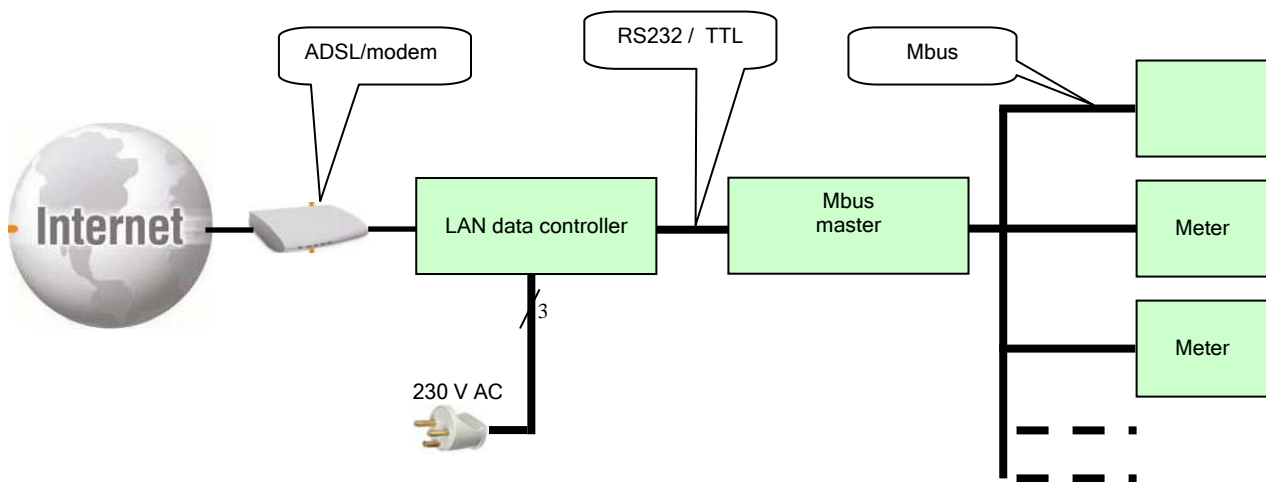 ADSL/modem
RS232 / TTL
Mbus
Internet
LAN data controller
Mbus
master
Meter
Meter
3
230 V AC